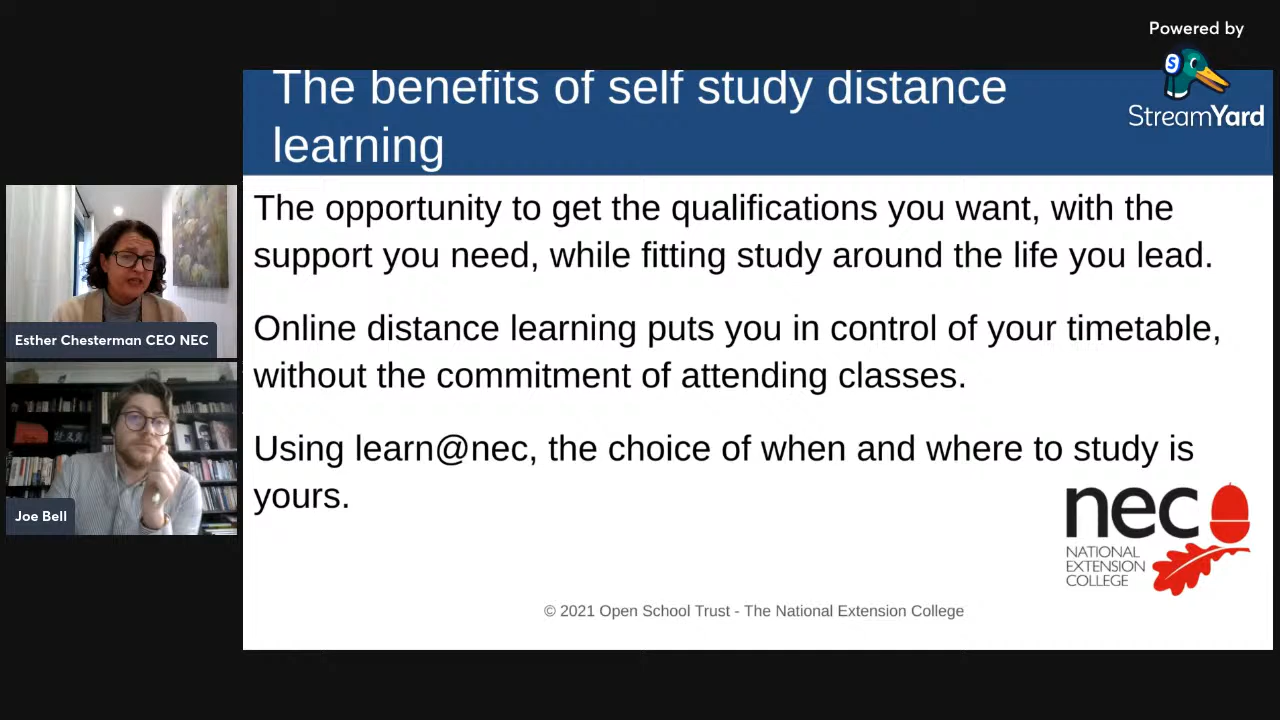 Powered by
StreamYard
The benefits of self study distance
learning
The opportunity to get the qualifications you want, with the
support you need, while fitting study around the life you lead.
Online distance learning puts you in control of your timetable,
without the commitment of attending classes.
Using learn@nec, the choice of when and where to study is
yours.
nec
NATIONAL
EXTENSION
COLLEGE
© 2021 Open School Trust - The National Extension College
Esther Chesterman CEO NEC
Joe Bell